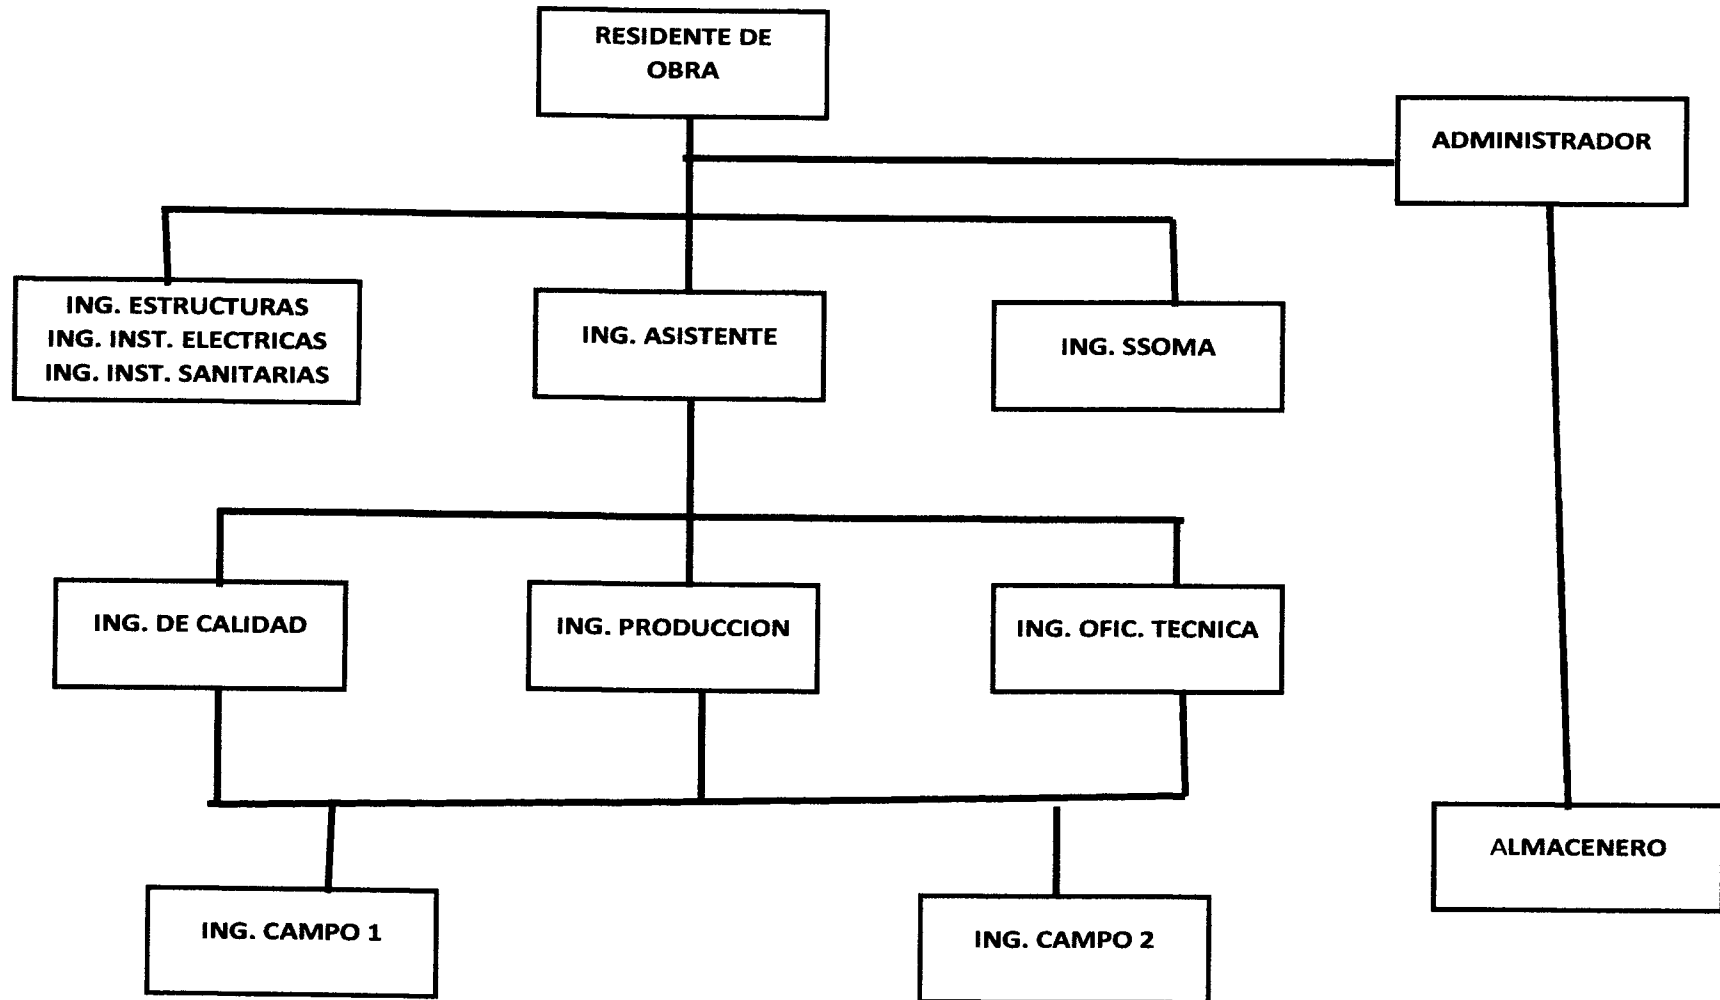 RESIDENTE DE
OBRA
ADMINISTRADOR
ING. ESTRUCTURAS
ING. INST. ELECTRICAS
ING. INST. SANITARIAS
ING. ASISTENTE
ING. SSOMA
ING. DE CALIDAD
ING. PRODUCCION
ING. OFIC. TECNICA
ALMACENERO
ING. CAMPO 1
ING. CAMPO 2